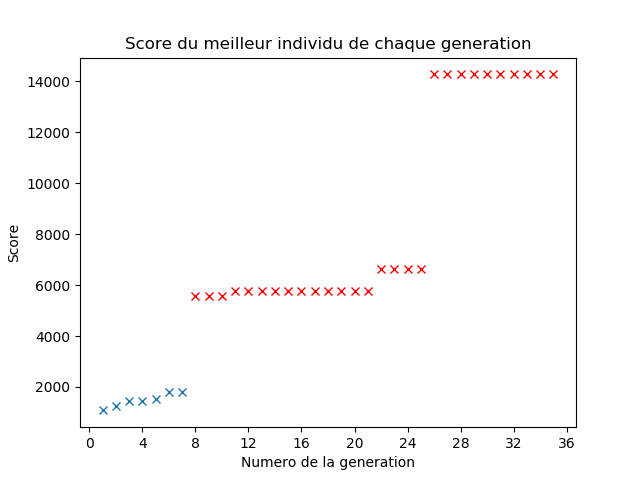 Score du meilleur individu de chaque generation
14000
12000
10000
8000
6000
4000
2000
Score
0 4 8 12 16 20 24 28 32 36
Numero de la generation